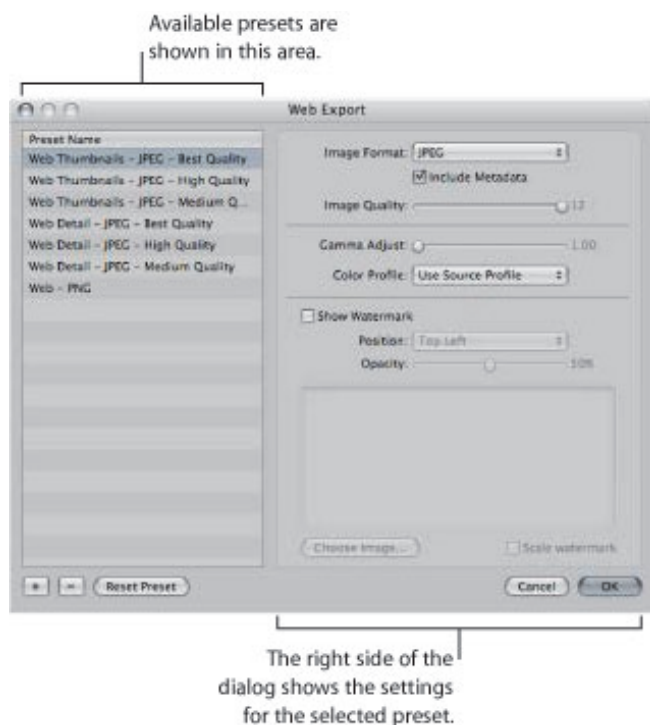 Available presets are
shown in this area.
Web Export
Preset Name
Web Thumbnails - JPEG - Best Quality
Web Thumbnails - JPEG - High Quality
Web Thumbnails - JPEG - Medium Q...
Web Detail - JPEG - Best Quality
Web Detail - JPEG - High Quality
Web Detail - JPEG - Medium Quality
Web - PNG
Image Format: JPEG
Include Metadata
Image Quality: 12
Gamma Adjust: 1.00
Color Profile: Use Source Profile
Show Watermark
Position: Top Left
Opacity: 50%
Choose Image...
Scale watermark
+ - Reset Preset
Cancel OK
The right side of the
dialog shows the settings
for the selected preset.